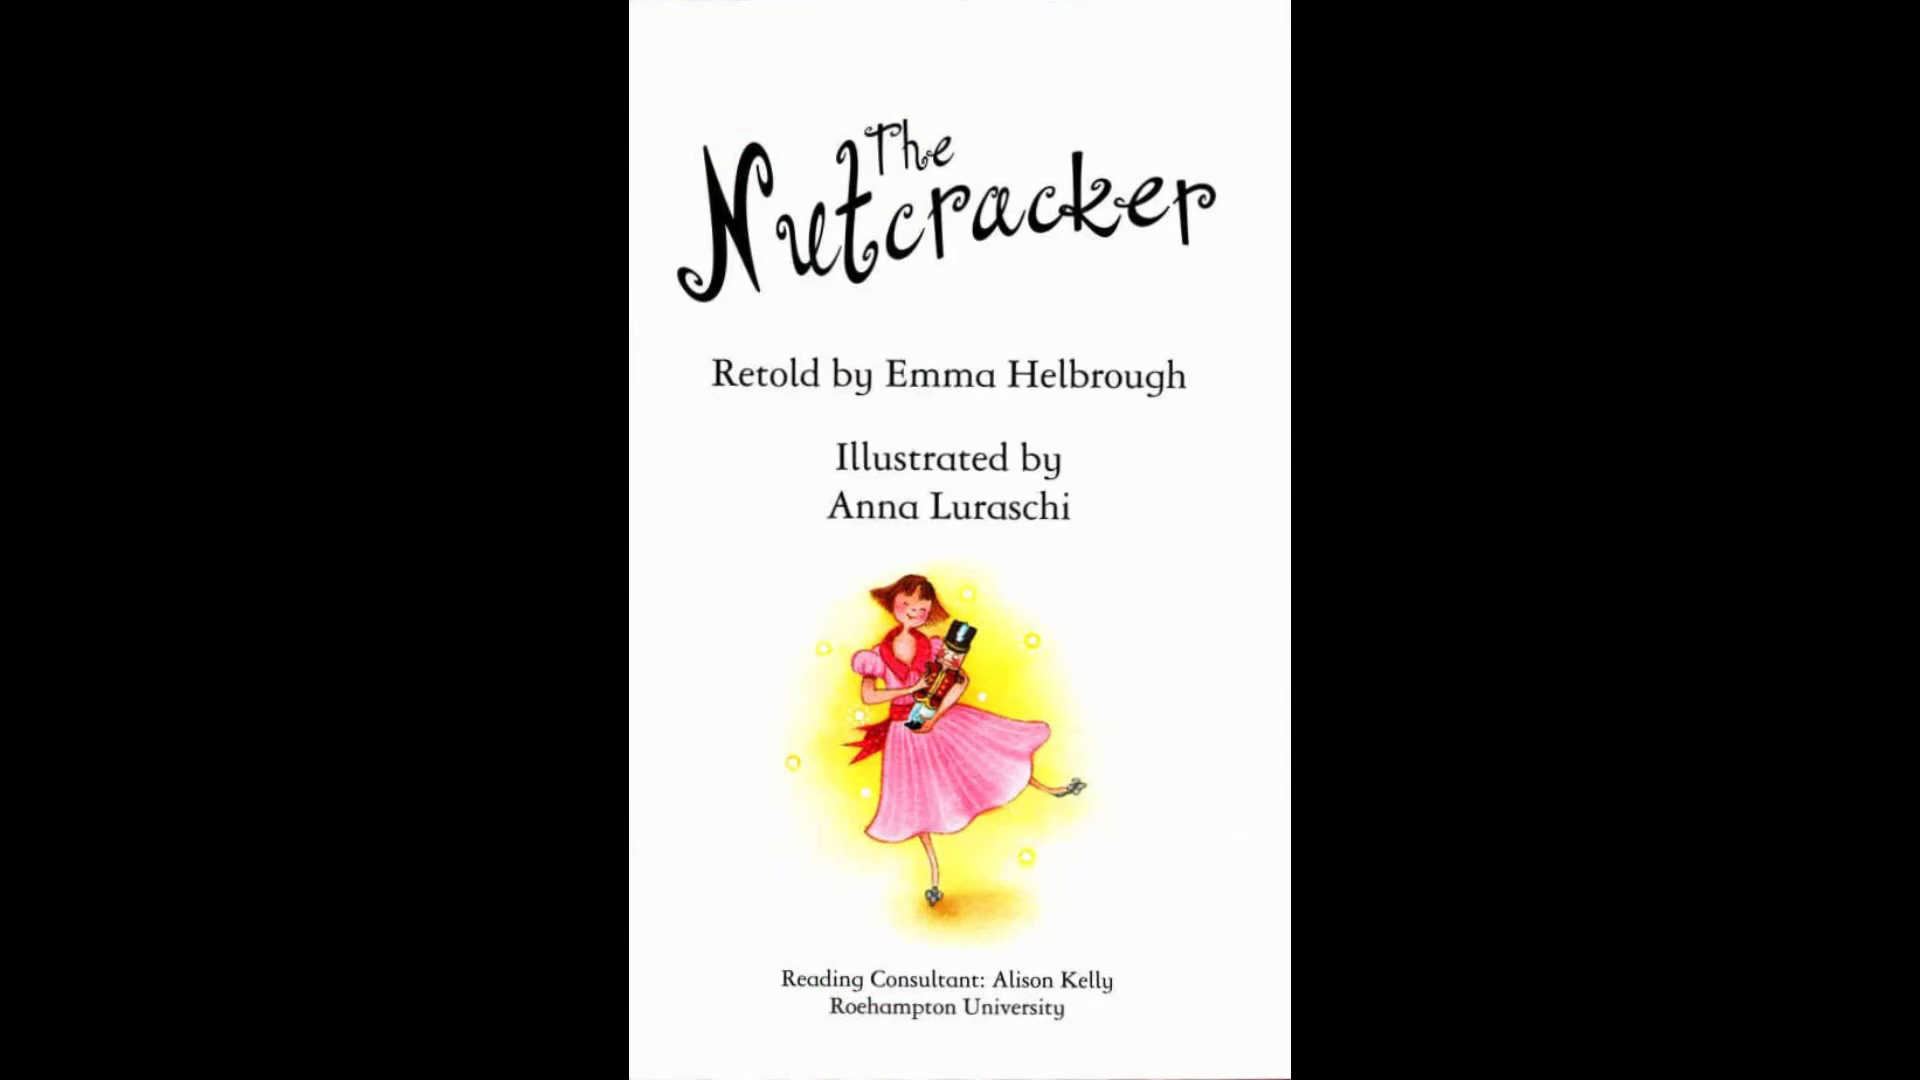 The
Nutcracker
Retold by Emma Helbrough
Illustrated by
Anna Luraschi
Reading Consultant: Alison Kelly
Roehampton University